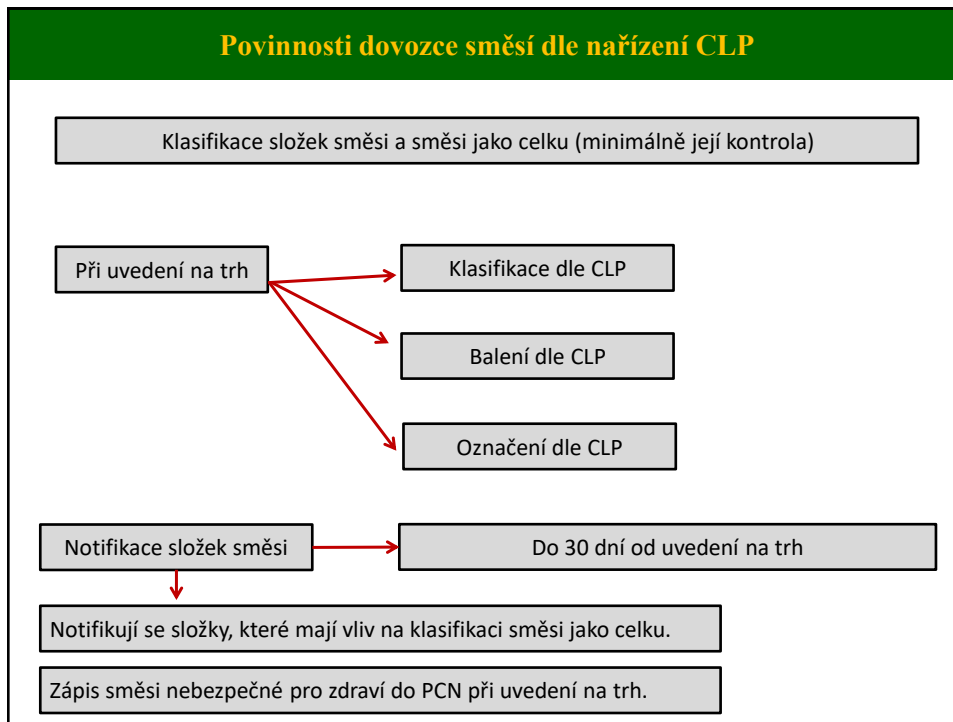 Povinnosti dovozce směsí dle nařízení CLP
Klasifikace složek směsi a směsi jako celku (minimálně její kontrola)
Při uvedení na trh
Klasifikace dle CLP
Balení dle CLP
Označení dle CLP
Notifikace složek směsi
Do 30 dní od uvedení na trh
Notifikují se složky, které mají vliv na klasifikaci směsi jako celku.
Zápis směsi nebezpečné pro zdraví do PCN při uvedení na trh.